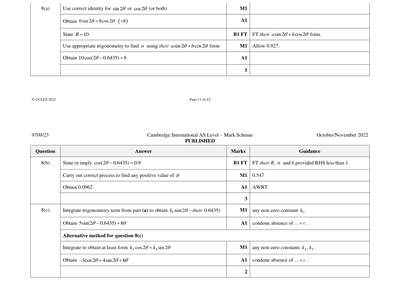 8(a) Use correct identity for sin 2θ or cos 2θ (or both) M1
Obtain 6sin 2θ + 8cos 2θ (+8) A1
State R = 10 B1 FT FT their a sin 2θ + b cos 2θ form.
Use appropriate trigonometry to find α using their a sin 2θ + b cos 2θ form M1 Allow 0.927.
Obtain 10cos(2θ − 0.6435) + 8 A1
5
© UCLES 2022 Page 11 of 12
9709/23 Cambridge International AS Level – Mark Scheme October/November 2022
PUBLISHED
Question Answer Marks Guidance
8(b) State or imply cos(2θ − 0.6435) = 0.9 B1 FT FT their R, α and k provided RHS less than 1.
Carry out correct process to find any positive value of θ M1 0.547
Obtain 0.0962 A1 AWRT
3
8(c) Integrate trigonometry term from part (a) to obtain k₁ sin(2θ − their 0.6435) M1 any non-zero constant k₁.
Obtain 5sin(2θ − 0.6435) + 8θ A1 condone absence of ... + c .
Alternative method for question 8(c)
Integrate to obtain at least form k₂ cos 2θ + k₃ sin 2θ M1 any non-zero constants k₂, k₃ .
Obtain −3cos 2θ + 4sin 2θ + 8θ A1 condone absence of ... + c .
2